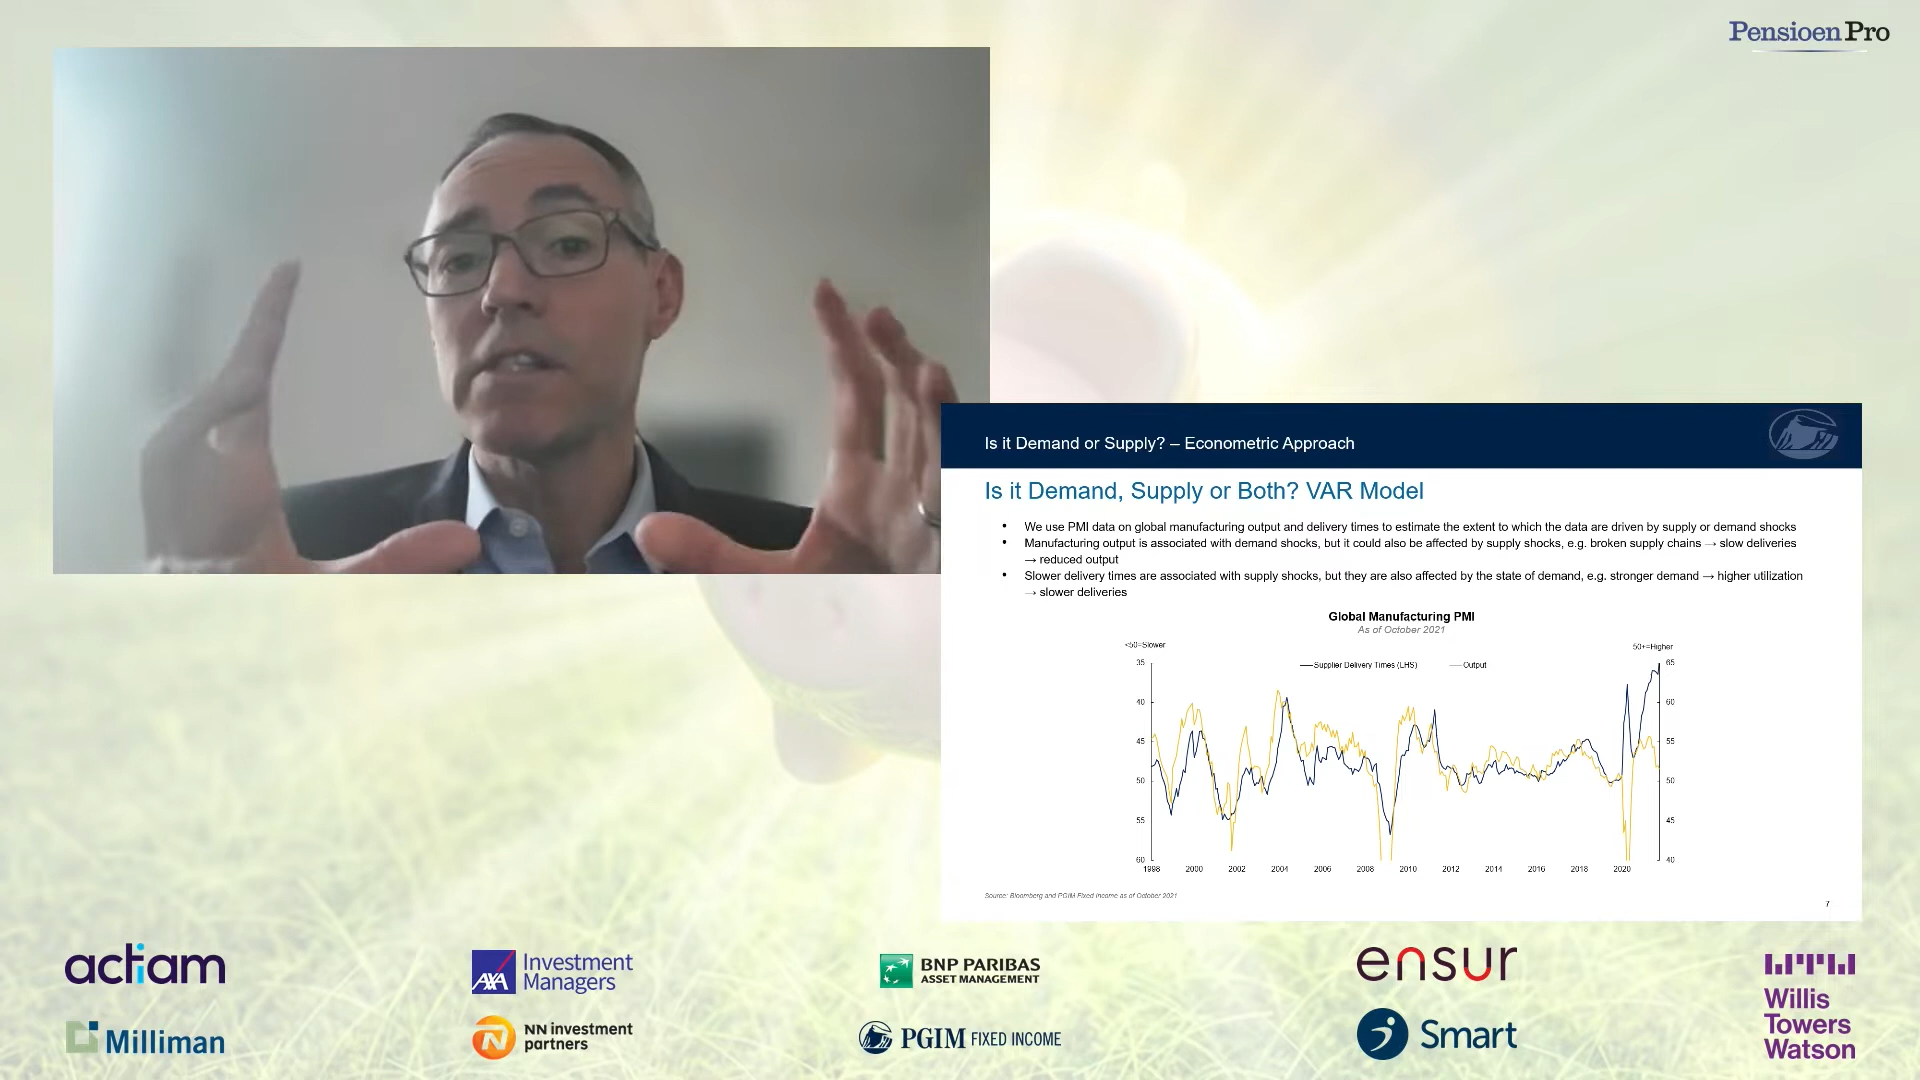 PensioenPro
Is it Demand or Supply? – Econometric Approach
Is it Demand, Supply or Both? VAR Model
• We use PMI data on global manufacturing output and delivery times to estimate the extent to which the data are driven by supply or demand shocks
• Manufacturing output is associated with demand shocks, but it could also be affected by supply shocks, e.g. broken supply chains → slow deliveries
→ reduced output
• Slower delivery times are associated with supply shocks, but they are also affected by the state of demand, e.g. stronger demand → higher utilization
→ slower deliveries
Global Manufacturing PMI
As of October 2021
<50=Slower
50+=Higher
Supplier Delivery Times (LHS) Output
35 65
40 60
45 55
50 50
55 45
60 40
1998 2000 2002 2004 2006 2008 2010 2012 2014 2016 2018 2020
Source: Bloomberg and PGIM Fixed Income as of October 2021
7
actiam
AXA Investment
Managers
BNP PARIBAS
ASSET MANAGEMENT
ensur
Willis
Towers
Watson
Milliman
NN investment
partners
PGIM FIXED INCOME
Smart